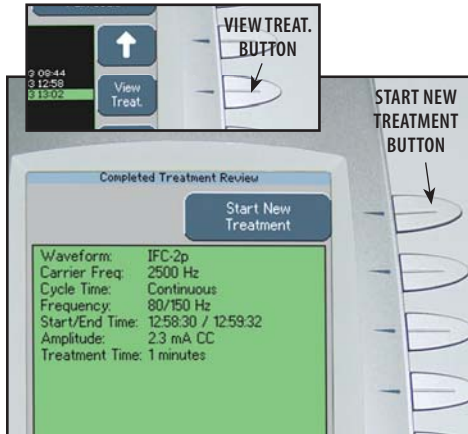 VIEW TREAT.
BUTTON
3 09:44
3 12:58
3 13:02
View
Treat.
START NEW
TREATMENT
BUTTON
Completed Treatment Review
Start New
Treatment
Waveform: IFC-2p
Carrier Freq: 2500 Hz
Cycle Time: Continuous
Frequency: 80/150 Hz
Start/End Time: 12:58:30 / 12:59:32
Amplitude: 2.3 mA CC
Treatment Time: 1 minutes